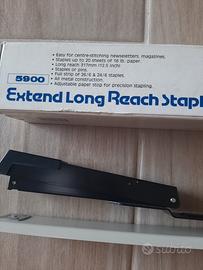 • Easy for centre-stitching newsletters, magazines.
• Staples up to 20 sheets of 16 lb. paper.
• Long reach 317mm (12.5 inch)
• Staples or pins.
• Full strip of 26/6 & 24/6 staples.
• All metal construction.
• Adjustable paper stop for precision stapling.
5900
Extend Long Reach Stapl
subito